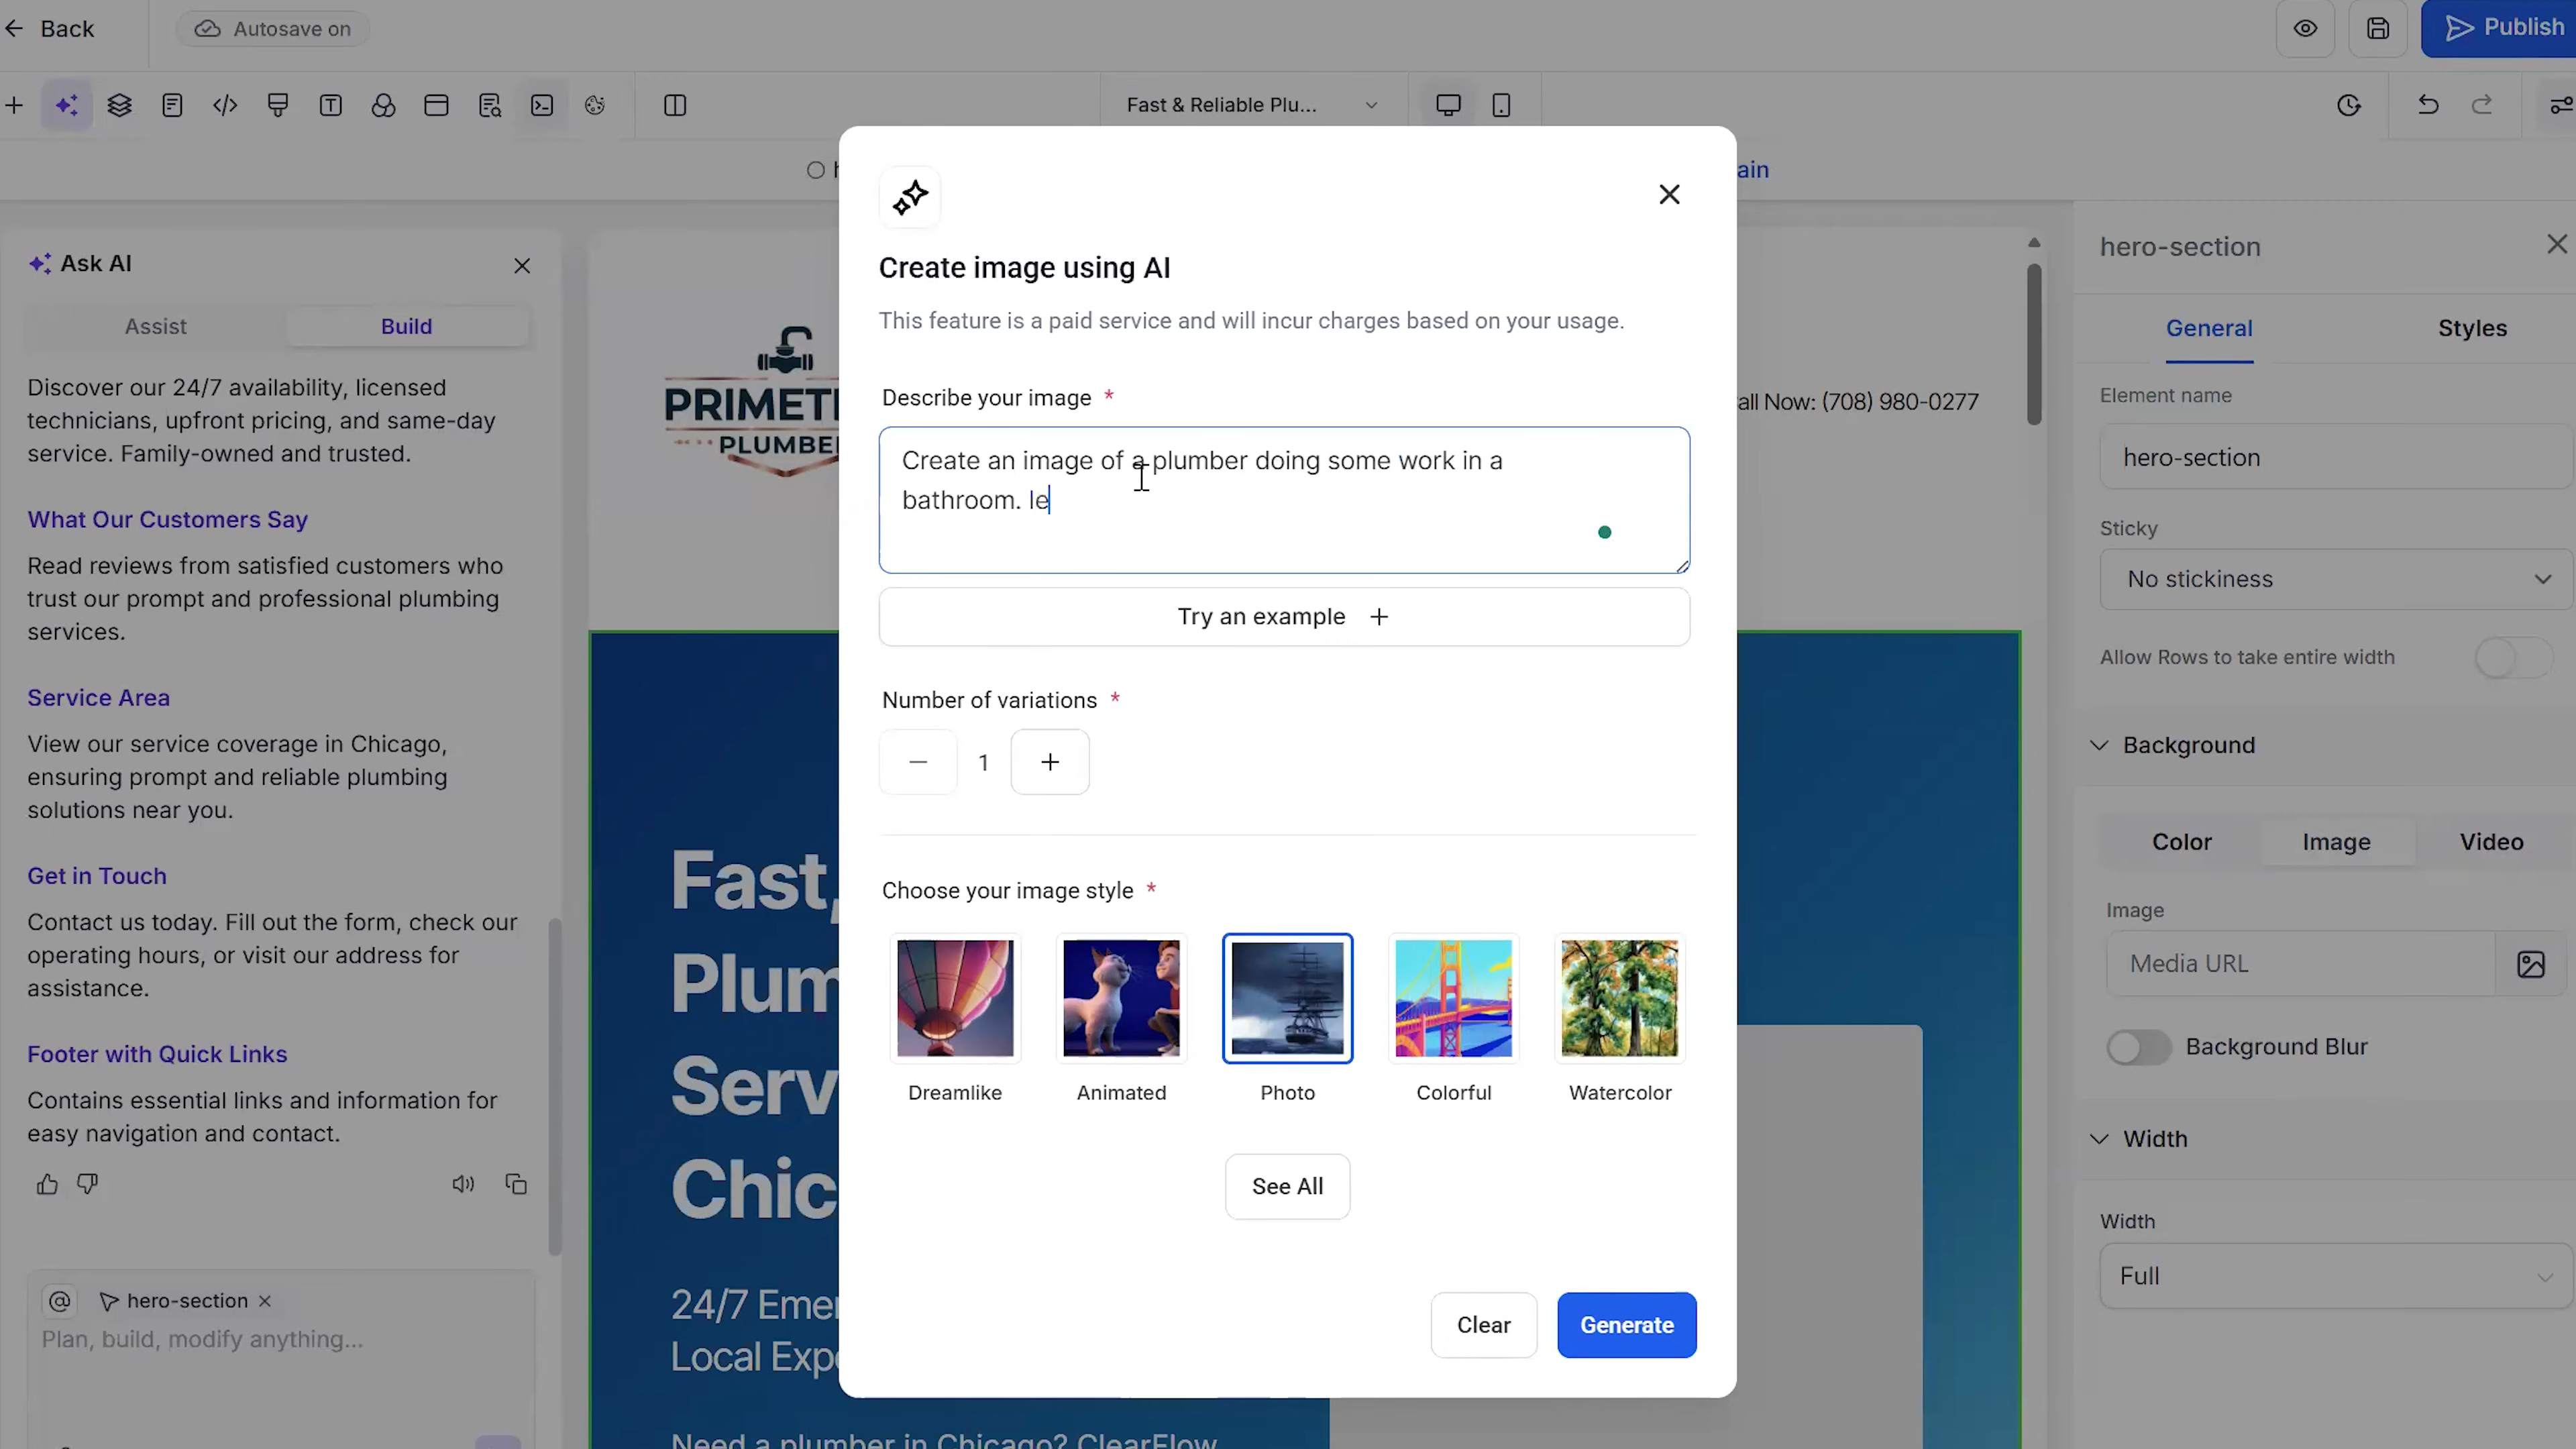 Back
Autosave on
Publish
Fast & Reliable Plu...
ain
Ask AI
Assist
Build
Discover our 24/7 availability, licensed
technicians, upfront pricing, and same-day
service. Family-owned and trusted.
What Our Customers Say
Read reviews from satisfied customers who
trust our prompt and professional plumbing
services.
Service Area
View our service coverage in Chicago,
ensuring prompt and reliable plumbing
solutions near you.
Get in Touch
Contact us today. Fill out the form, check our
operating hours, or visit our address for
assistance.
Footer with Quick Links
Contains essential links and information for
easy navigation and contact.
@ hero-section
Plan, build, modify anything...
PRIMET
PLUMBE
all Now: (708) 980-0277
Fast,
Plum
Serv
Chic
24/7 Emer
Local Exp
Need a plumber in Chicago? ClearFlow
Create image using AI
This feature is a paid service and will incur charges based on your usage.
Describe your image *
Create an image of a plumber doing some work in a
bathroom. le
Try an example +
Number of variations *
1
Choose your image style *
Dreamlike
Animated
Photo
Colorful
Watercolor
See All
Clear
Generate
hero-section
General
Styles
Element name
hero-section
Sticky
No stickiness
Allow Rows to take entire width
Background
Color
Image
Video
Image
Media URL
Background Blur
Width
Width
Full